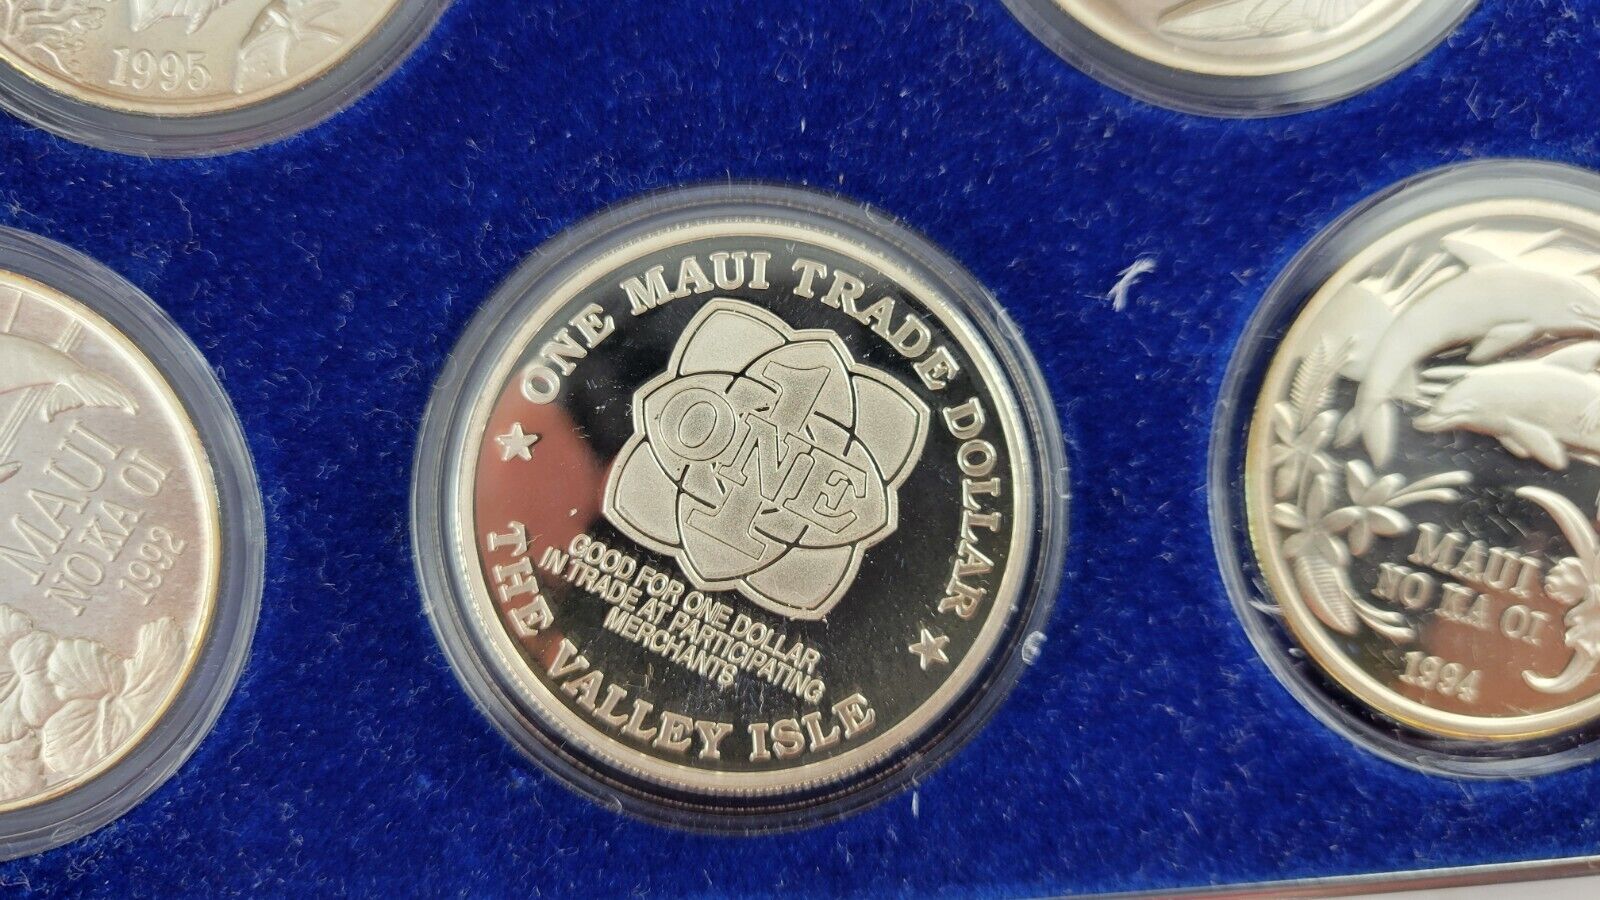 1995
MAUI
NO KA OI
1992
ONE MAUI TRADE DOLLAR
1
ONE
1
GOOD FOR ONE DOLLAR
IN TRADE AT PARTICIPATING
MERCHANTS
THE VALLEY ISLE
MAUI
NO KA OI
1994